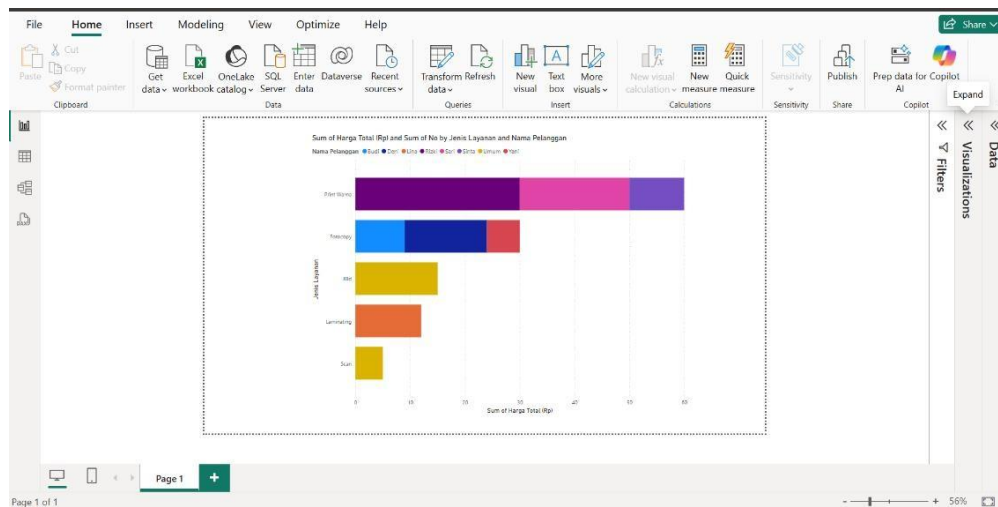 File Home Insert Modeling View Optimize Help Share
Paste Cut Copy Format painter
Get data Excel workbook OneLake catalog SQL Server Enter data Dataverse Recent sources
Transform data Refresh
New visual Text box More visuals
New visual calculation New measure Quick measure
Sensitivity Publish Prep data for AI Copilot
Clipboard Data Queries Insert Calculations Sensitivity Share Copilot
Expand
Sum of Harga Total (Rp) and Sum of No by Jenis Layanan and Nama Pelanggan
Nama Pelanggan Budi Deri Lina Rizki Sari Sinta Umum Yani
Print Warna
Fotocopy
Jilid
Laminating
Scan
Jenis Layanan
0 10 20 30 40 50 60
Sum of Harga Total (Rp)
Filters
Visualizations
Data
Page 1
Page 1 of 1
56%